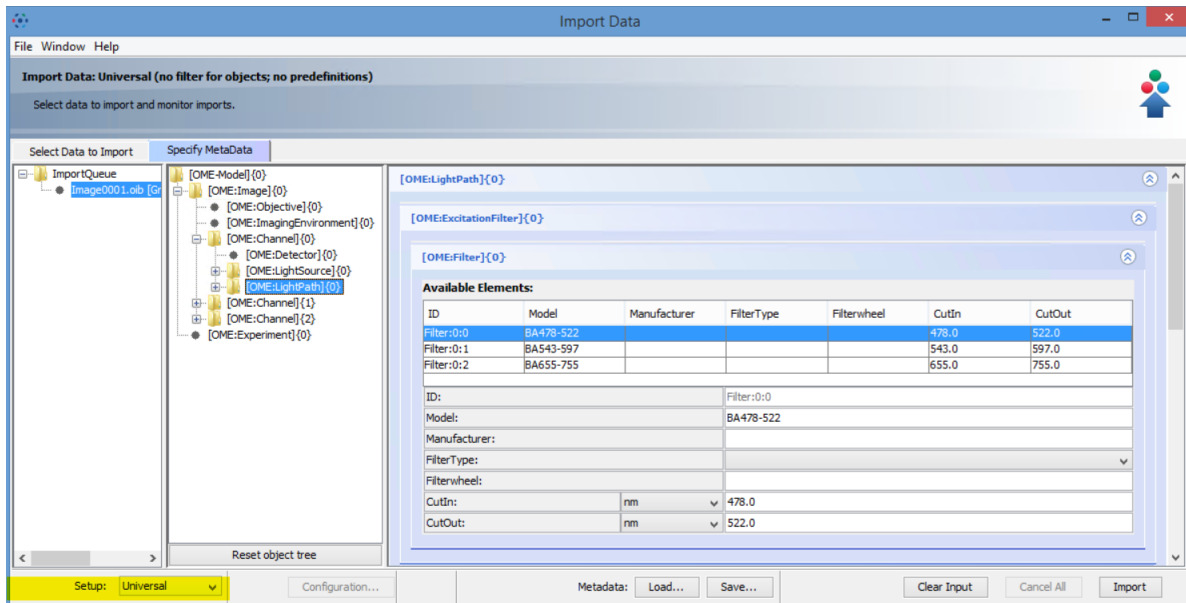 Import Data
File Window Help
Import Data: Universal (no filter for objects; no predefinitions)
Select data to import and monitor imports.
Select Data to Import Specify MetaData
ImportQueue
Image0001.oib [Gr
[OME-Model]{0}
[OME:Image]{0}
[OME:Objective]{0}
[OME:ImagingEnvironment]{0}
[OME:Channel]{0}
[OME:Detector]{0}
[OME:LightSource]{0}
[OME:LightPath]{0}
[OME:Channel]{1}
[OME:Channel]{2}
[OME:Experiment]{0}
Reset object tree
[OME:LightPath]{0}
[OME:ExcitationFilter]{0}
[OME:Filter]{0}
Available Elements:
ID Model Manufacturer FilterType Filterwheel CutIn CutOut
Filter:0:0 BA478-522 478.0 522.0
Filter:0:1 BA543-597 543.0 597.0
Filter:0:2 BA655-755 655.0 755.0
ID: Filter:0:0
Model: BA478-522
Manufacturer:
FilterType:
Filterwheel:
CutIn: nm 478.0
CutOut: nm 522.0
Setup: Universal Configuration... Metadata: Load... Save... Clear Input Cancel All Import